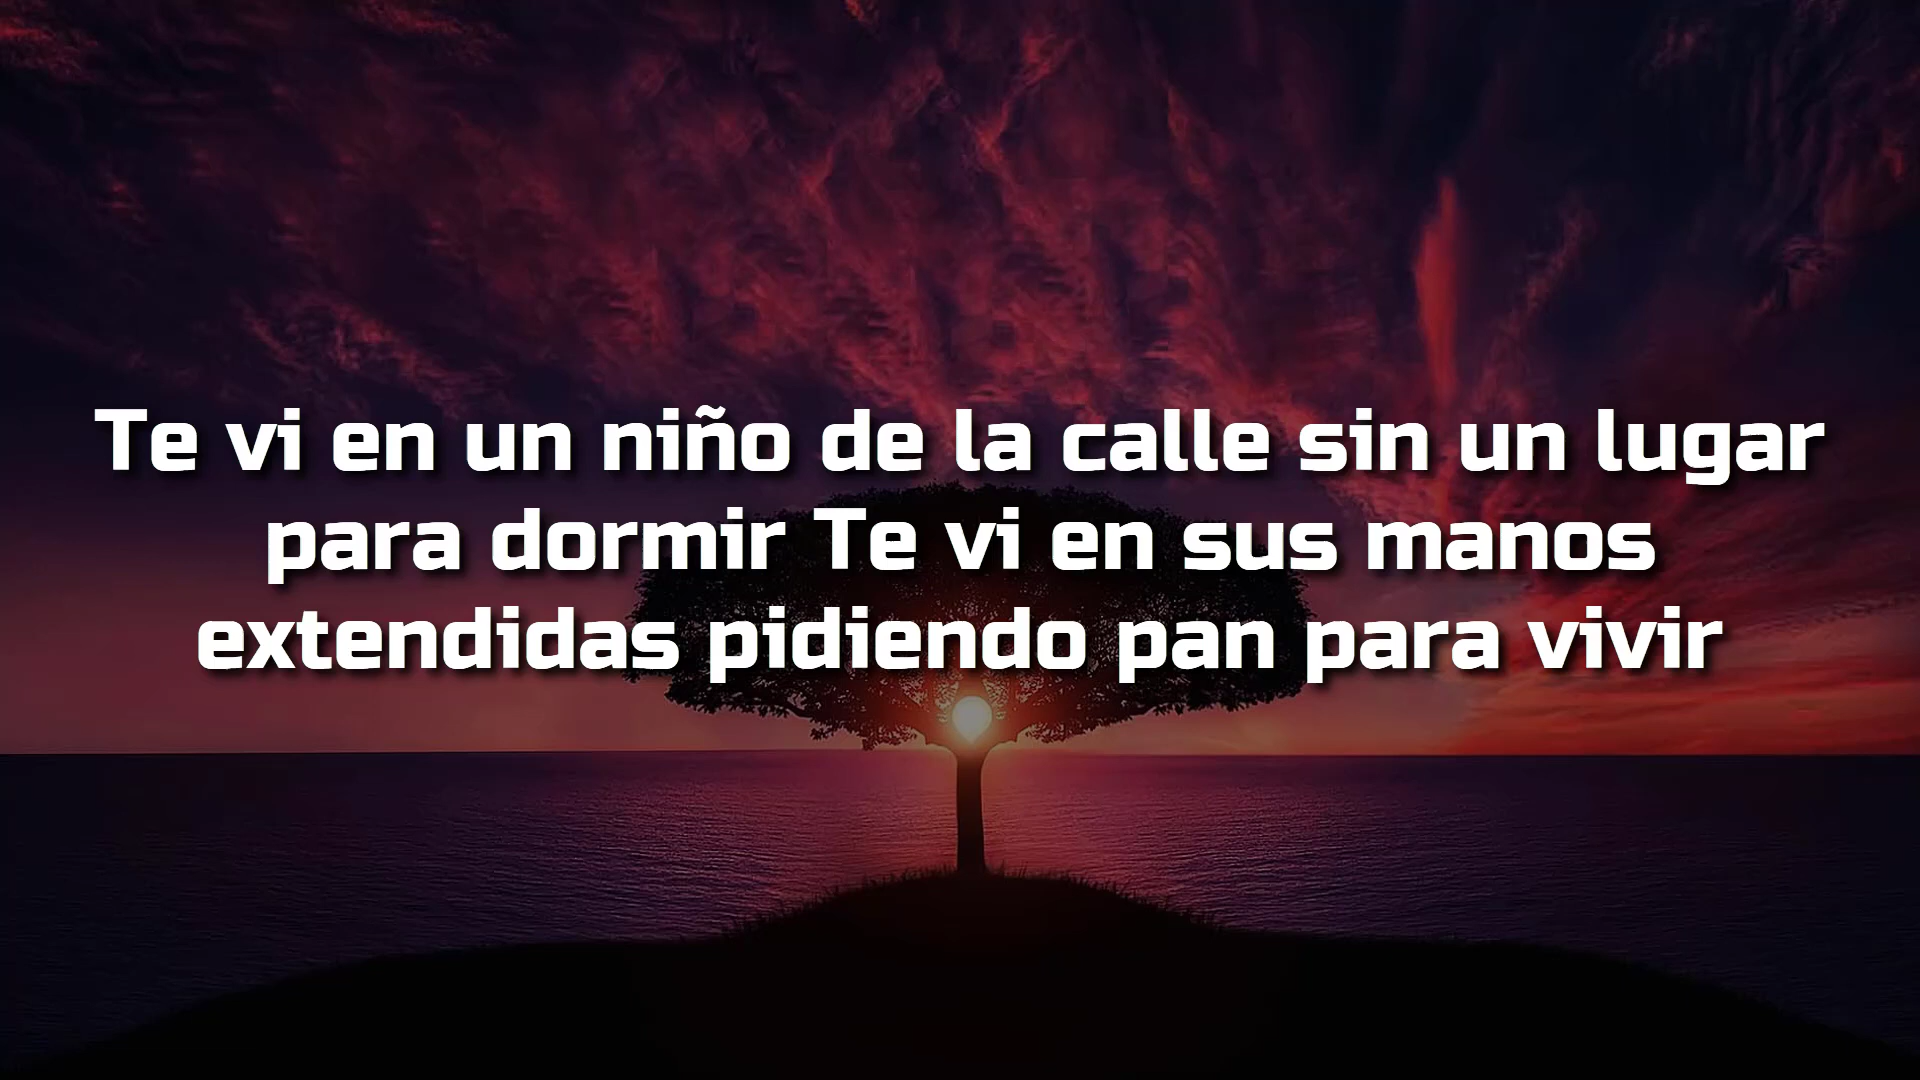 Te vi en un niño de la calle sin un lugar
para dormir Te vi en sus manos
extendidas pidiendo pan para vivir